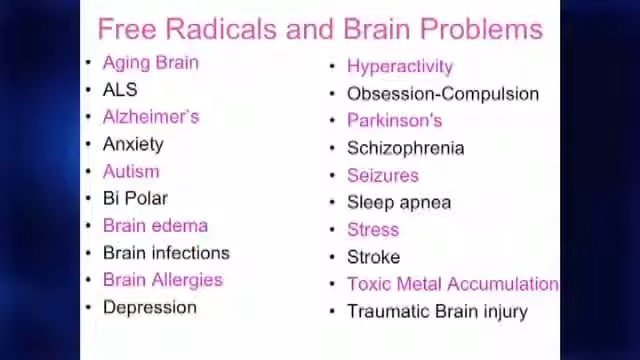 Free Radicals and Brain Problems
• Aging Brain
• ALS
• Alzheimer`s
• Anxiety
• Autism
• Bi Polar
• Brain edema
• Brain infections
• Brain Allergies
• Depression
• Hyperactivity
• Obsession-Compulsion
• Parkinson's
• Schizophrenia
• Seizures
• Sleep apnea
• Stress
• Stroke
• Toxic Metal Accumulation
• Traumatic Brain injury